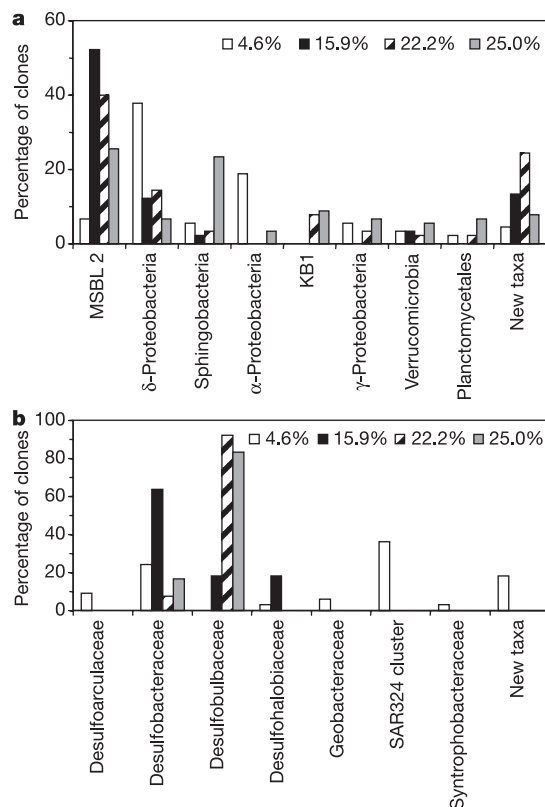 a
60
40
20
0
Percentage of clones
4.6% 15.9% 22.2% 25.0%
MSBL 2
δ-Proteobacteria
Sphingobacteria
α-Proteobacteria
KB1
γ-Proteobacteria
Verrucomicrobia
Planctomycetales
New taxa
b
100
80
60
40
20
0
Percentage of clones
4.6% 15.9% 22.2% 25.0%
Desulfoarculaceae
Desulfobacteraceae
Desulfobulbaceae
Desulfohalobiaceae
Geobacteraceae
SAR324 cluster
Syntrophobacteraceae
New taxa